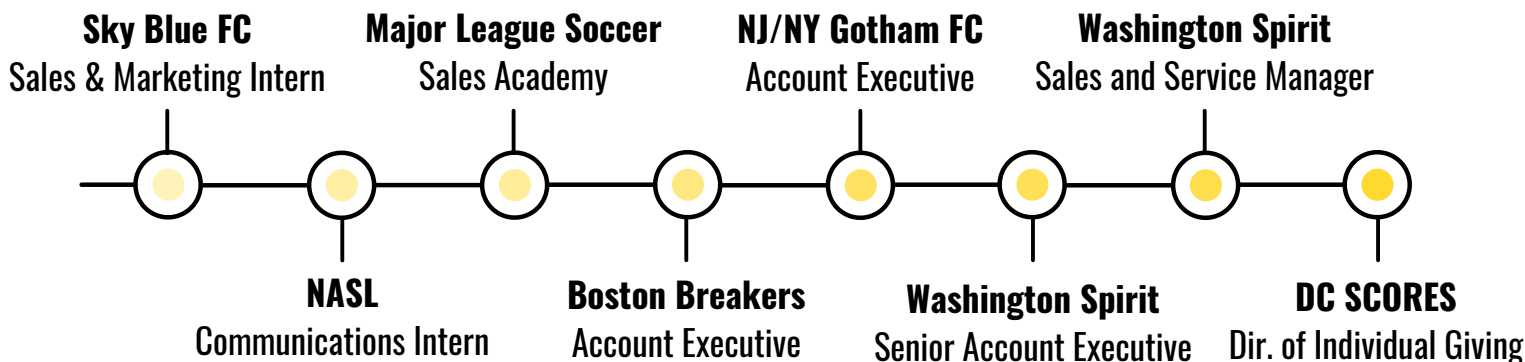 Sky Blue FC
Sales & Marketing Intern
NASL
Communications Intern
Major League Soccer
Sales Academy
Boston Breakers
Account Executive
NJ/NY Gotham FC
Account Executive
Washington Spirit
Senior Account Executive
Washington Spirit
Sales and Service Manager
DC SCORES
Dir. of Individual Giving